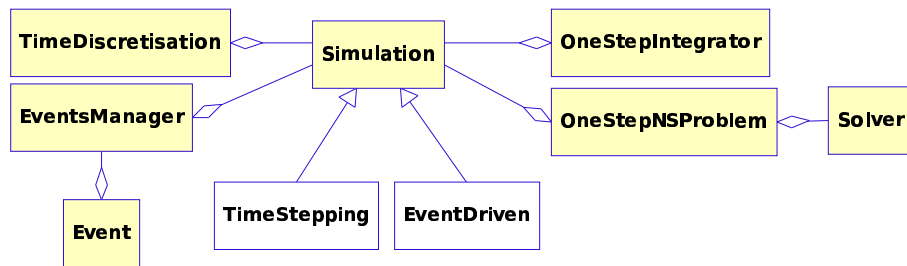 TimeDiscretisation
Simulation
OneStepIntegrator
EventsManager
OneStepNSProblem
Solver
TimeStepping
EventDriven
Event